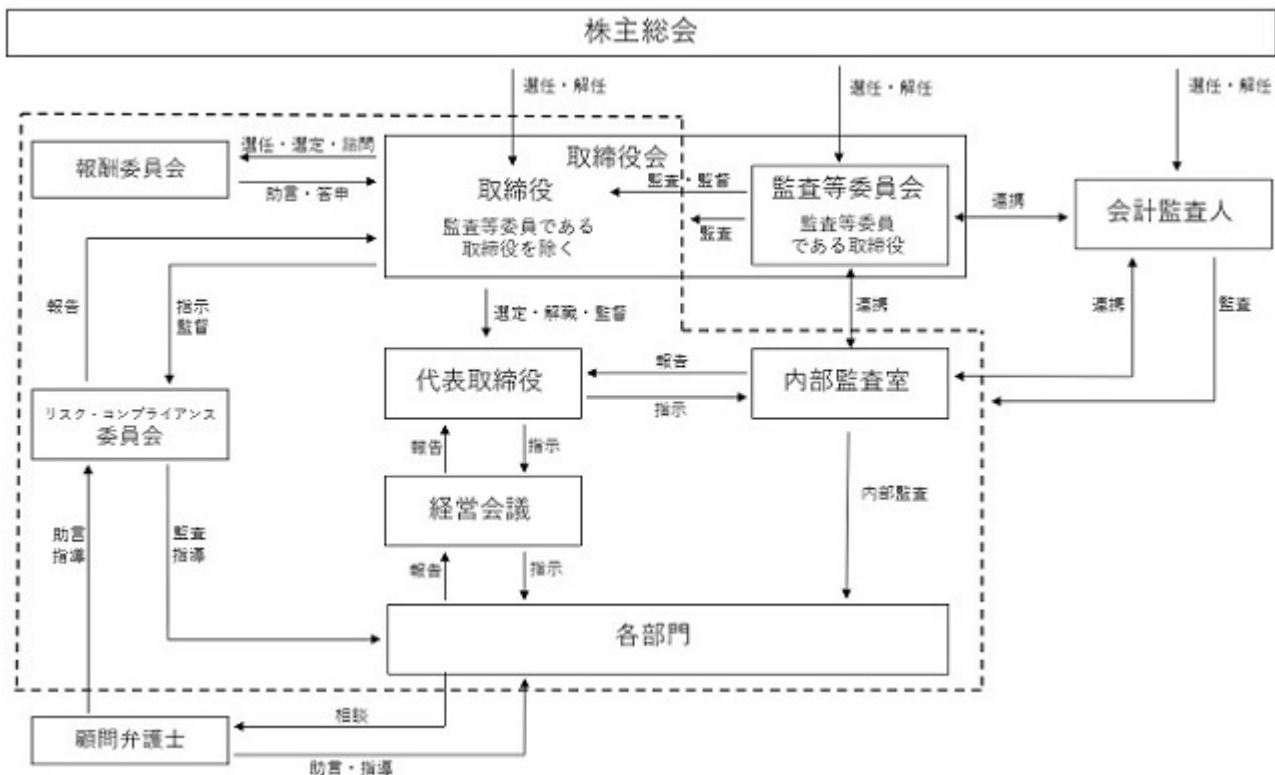 株主総会
選任・解任
選任・解任
選任・解任
報酬委員会
選任・選定・諮問
助言・答申
取締役会
取締役
監査等委員である
取締役を除く
監査・監督
監査
監査等委員会
監査等委員
である取締役
連携
会計監査人
報告
指示
監督
選定・解職・監督
連携
連携
監査
代表取締役
報告
指示
内部監査室
リスク・コンプライアンス
委員会
報告
指示
経営会議
内部監査
助言
指導
監査
指導
報告
指示
各部門
顧問弁護士
相談
助言・指導